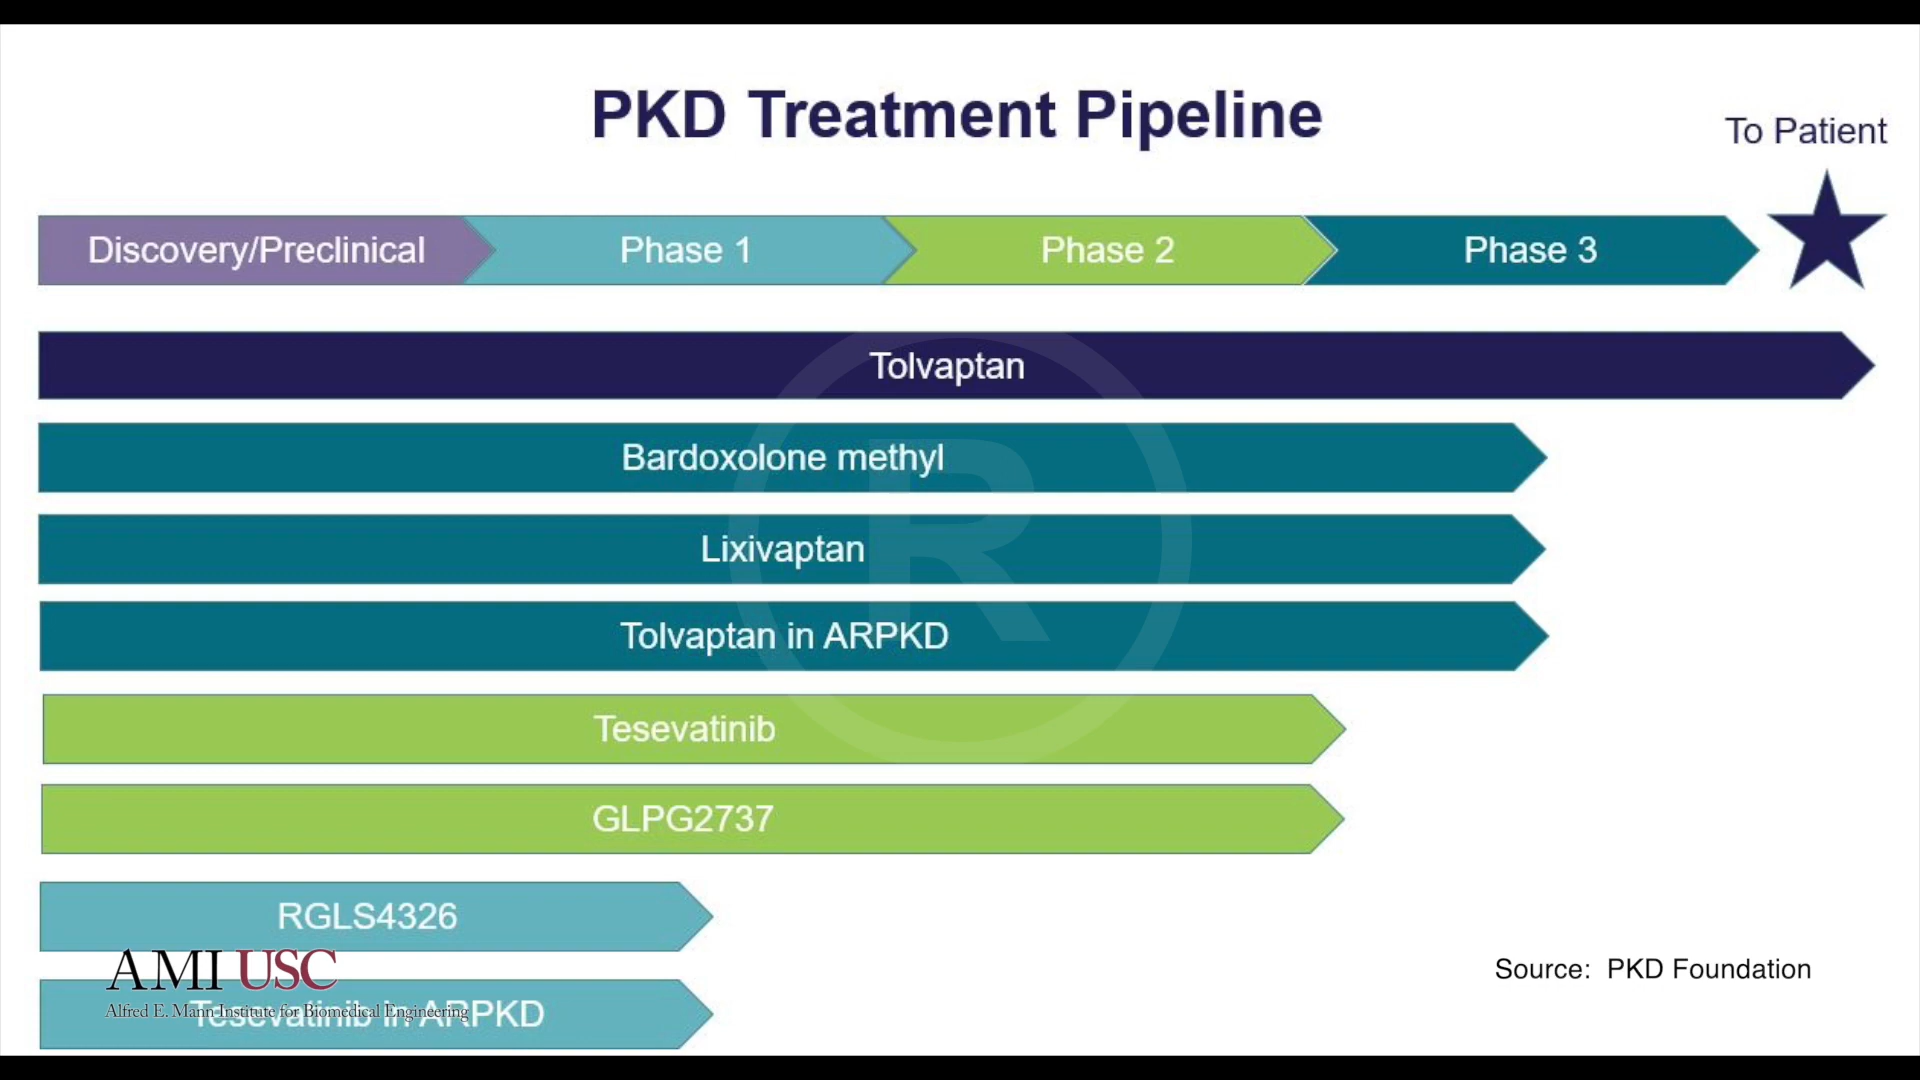 PKD Treatment Pipeline
To Patient
Discovery/Preclinical
Phase 1
Phase 2
Phase 3
Tolvaptan
Bardoxolone methyl
Lixivaptan
Tolvaptan in ARPKD
Tesevatinib
GLPG2737
RGLS4326
AMI USC
Alfred E. Mann Institute for Biomedical Engineering
Tesevatinib in ARPKD
Source: PKD Foundation
R